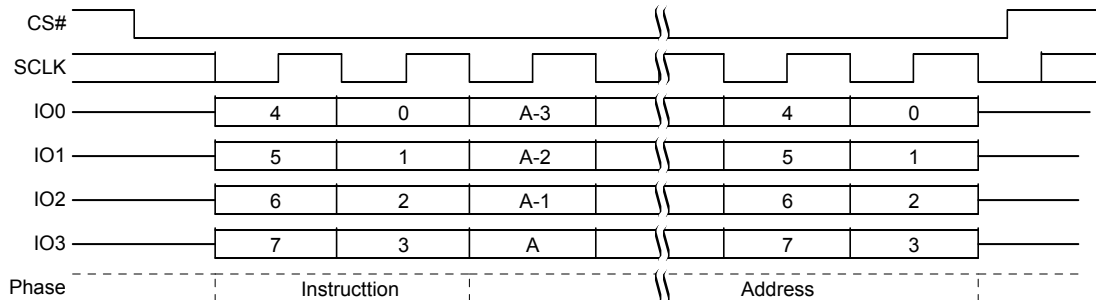 CS#
SCLK
IO0 4 0 A-3 4 0
IO1 5 1 A-2 5 1
IO2 6 2 A-1 6 2
IO3 7 3 A 7 3
Phase Instructtion Address